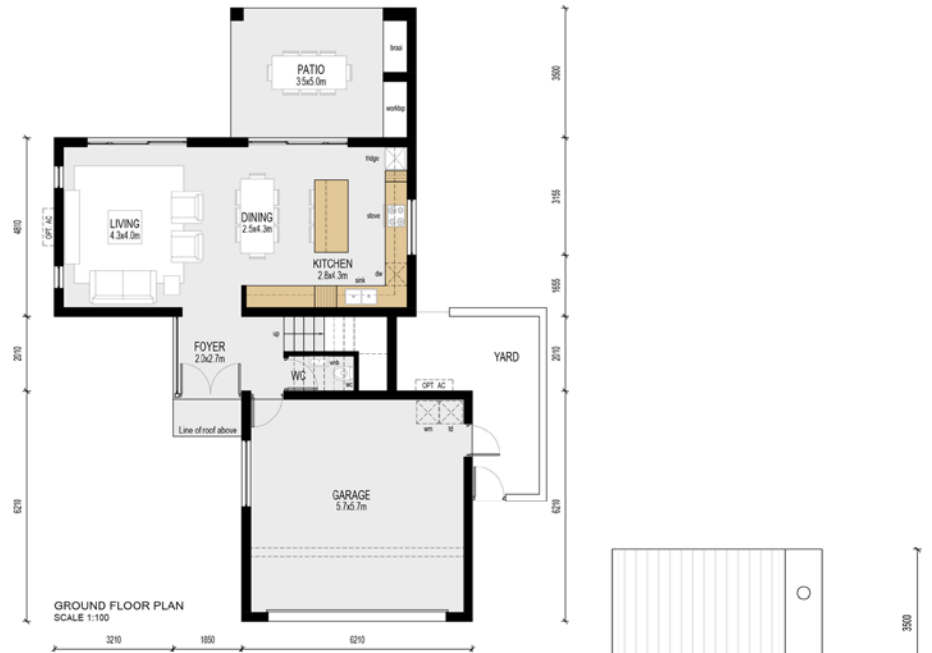 braai
PATIO
3.5x5.0m
worktop
3500
fridge
3155
4810
OPT. AC
LIVING
4.3x4.0m
DINING
2.5x4.3m
stove
KITCHEN
2.8x4.3m
sink
dw
1655
2010
FOYER
2.0x2.7m
up
whb
WC
wc
YARD
2010
OPT. AC
Line of roof above
wm
td
GARAGE
5.7x5.7m
6210
6210
GROUND FLOOR PLAN
SCALE 1:100
3210
1850
6210
3500